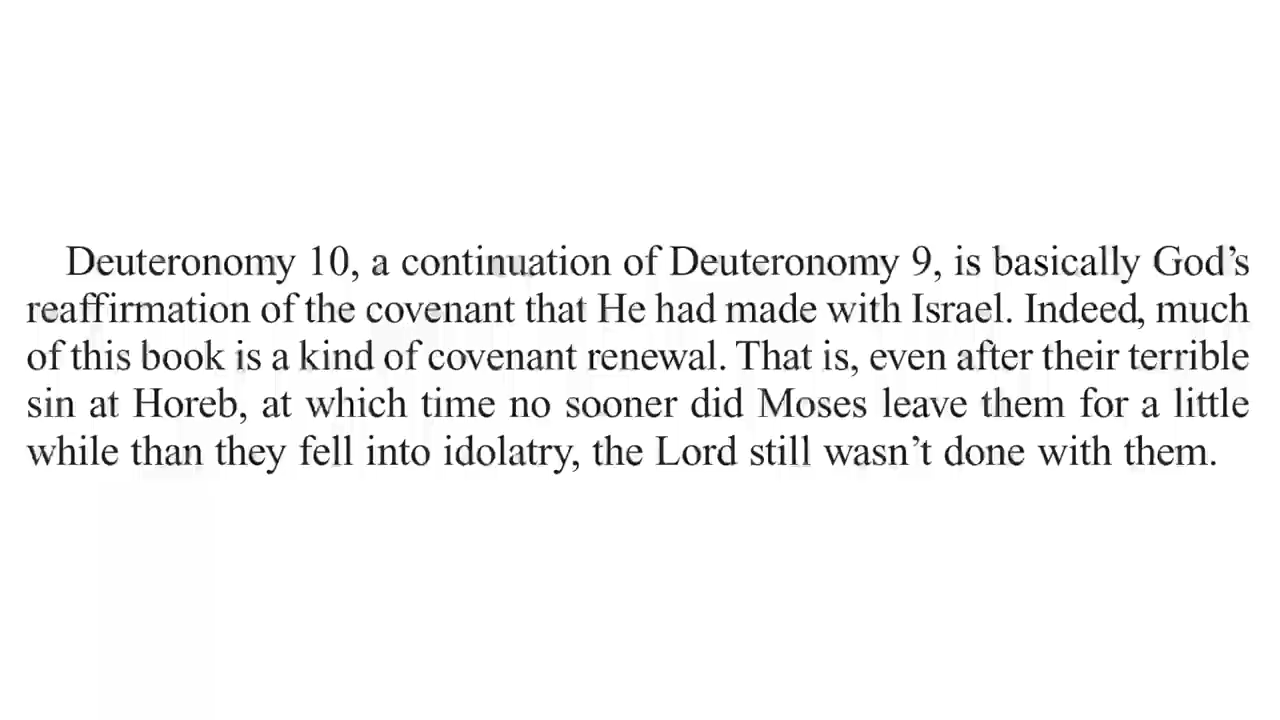 Deuteronomy 10, a continuation of Deuteronomy 9, is basically God’s
reaffirmation of the covenant that He had made with Israel. Indeed, much
of this book is a kind of covenant renewal. That is, even after their terrible
sin at Horeb, at which time no sooner did Moses leave them for a little
while than they fell into idolatry, the Lord still wasn’t done with them.